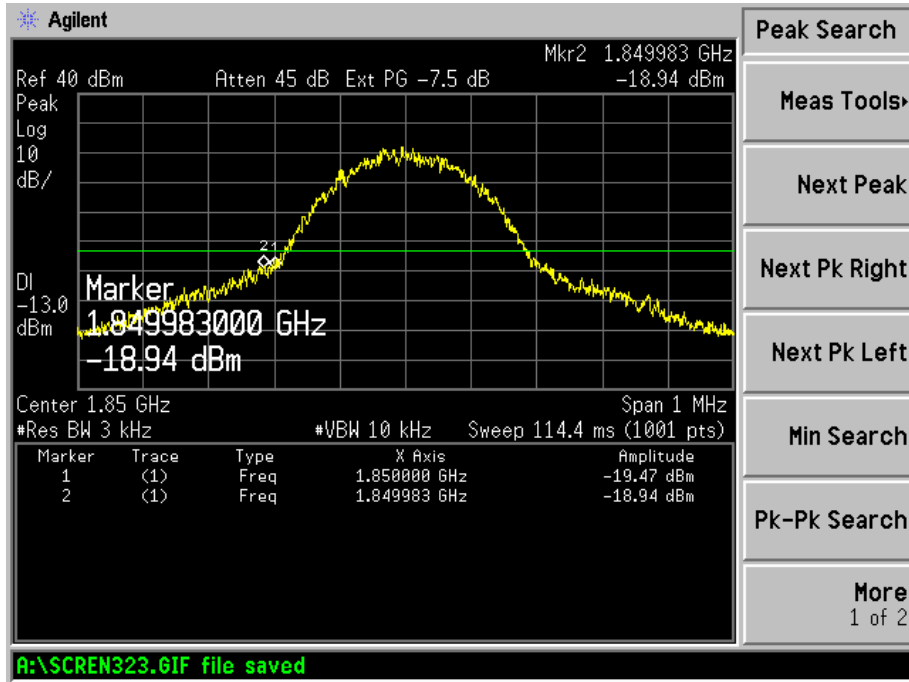 Agilent
Peak Search
Mkr2 1.849983 GHz
Ref 40 dBm Atten 45 dB Ext PG -7.5 dB -18.94 dBm
Peak
Log
10
dB/
2 1
DI
-13.0
dBm
Marker
1.849983000 GHz
-18.94 dBm
Center 1.85 GHz Span 1 MHz
#Res BW 3 kHz #VBW 10 kHz Sweep 114.4 ms (1001 pts)
Marker Trace Type X Axis Amplitude
1 (1) Freq 1.850000 GHz -19.47 dBm
2 (1) Freq 1.849983 GHz -18.94 dBm
Meas Tools
Next Peak
Next Pk Right
Next Pk Left
Min Search
Pk-Pk Search
More
1 of 2
A:\SCREN323.GIF file saved